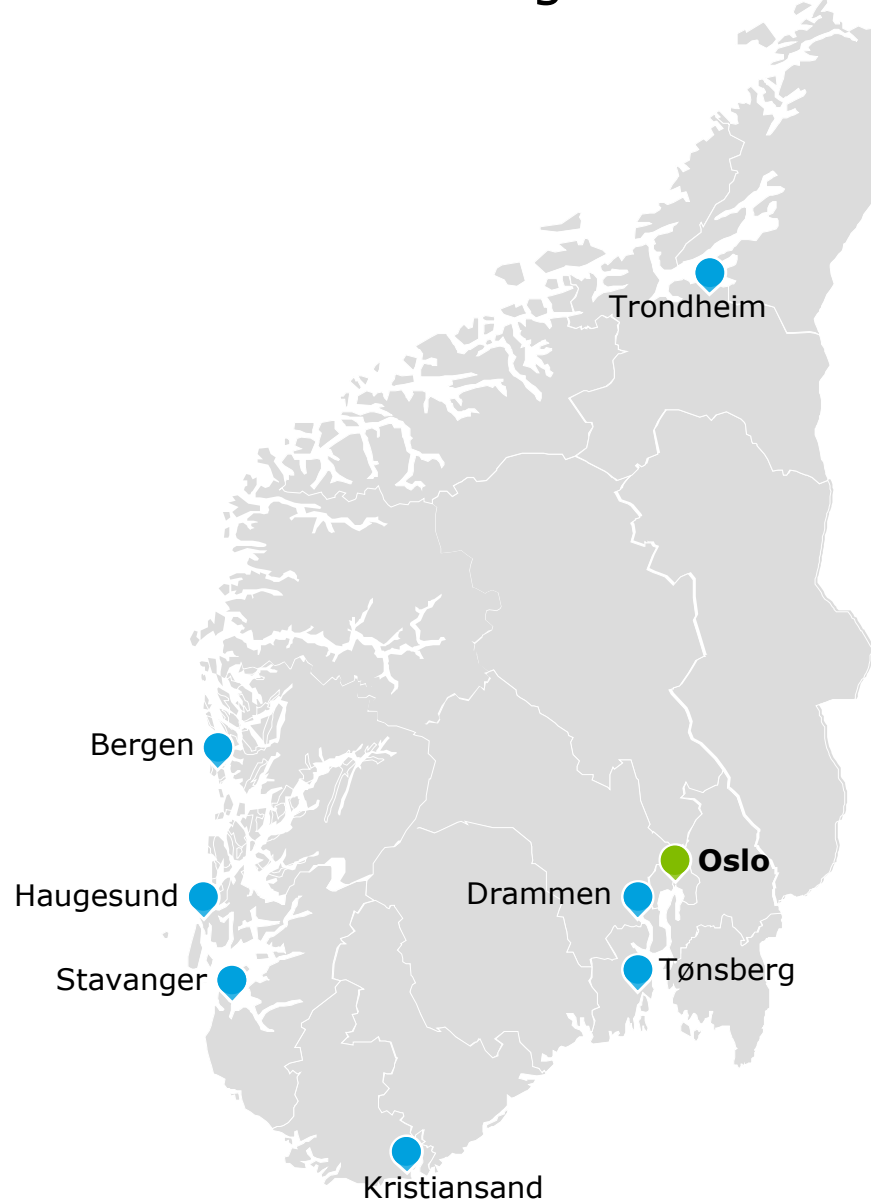 Trondheim
Bergen
Oslo
Haugesund
Drammen
Stavanger
Tønsberg
Kristiansand